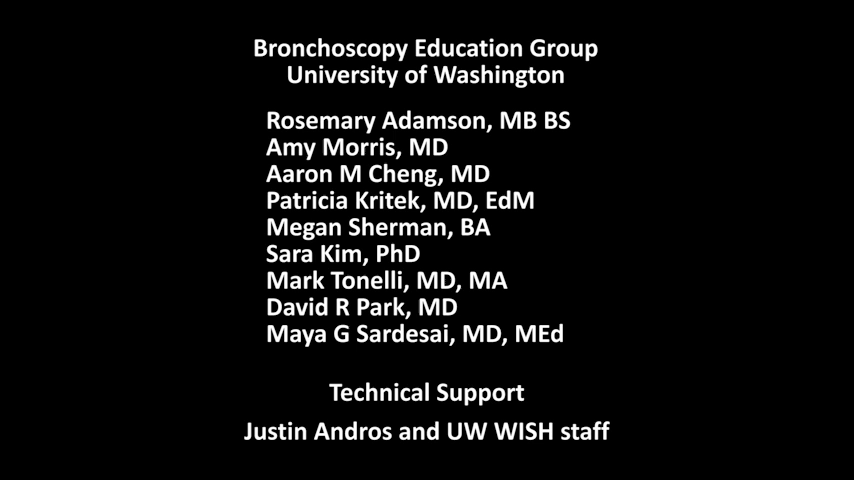 Bronchoscopy Education Group
University of Washington
Rosemary Adamson, MB BS
Amy Morris, MD
Aaron M Cheng, MD
Patricia Kritek, MD, EdM
Megan Sherman, BA
Sara Kim, PhD
Mark Tonelli, MD, MA
David R Park, MD
Maya G Sardesai, MD, MEd
Technical Support
Justin Andros and UW WISH staff